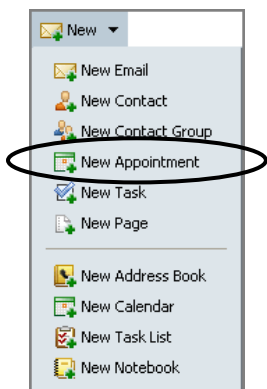 New
New Email
New Contact
New Contact Group
New Appointment
New Task
New Page
New Address Book
New Calendar
New Task List
New Notebook